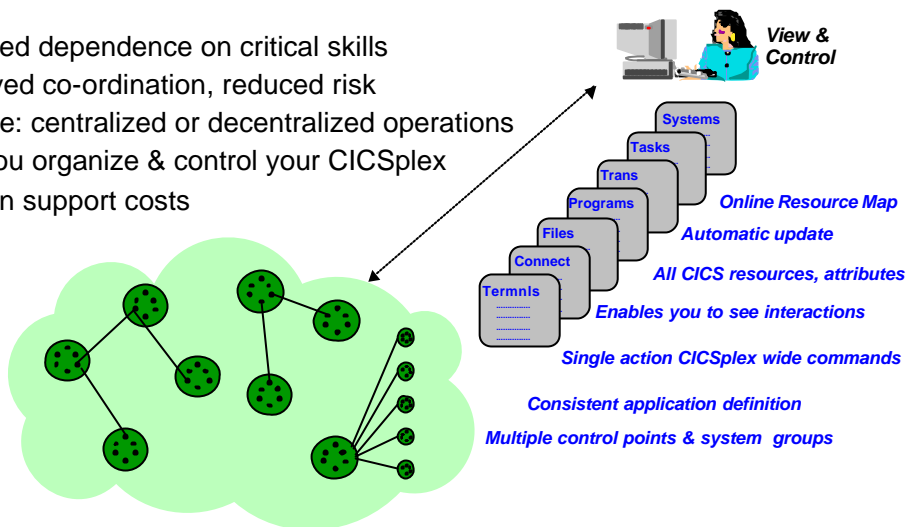 ed dependence on critical skills
ved co-ordination, reduced risk
e: centralized or decentralized operations
ou organize & control your CICSplex
n support costs
View &
Control
Systems
Tasks
Trans
Programs
Files
Connect
Termnls
Online Resource Map
Automatic update
All CICS resources, attributes
Enables you to see interactions
Single action CICSplex wide commands
Consistent application definition
Multiple control points & system groups